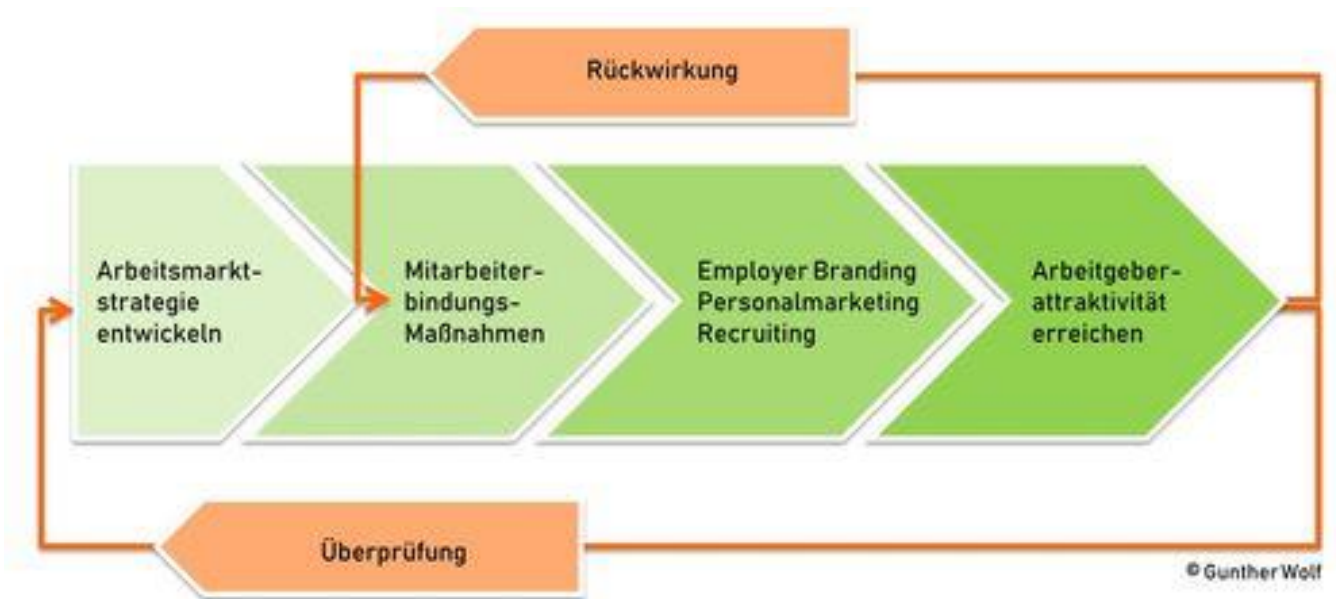 Rückwirkung
Arbeitsmarkt-
strategie
entwickeln
Mitarbeiter-
bindungs-
Maßnahmen
Employer Branding
Personalmarketing
Recruiting
Arbeitgeber-
attraktivität
erreichen
Überprüfung
© Gunther Wolf